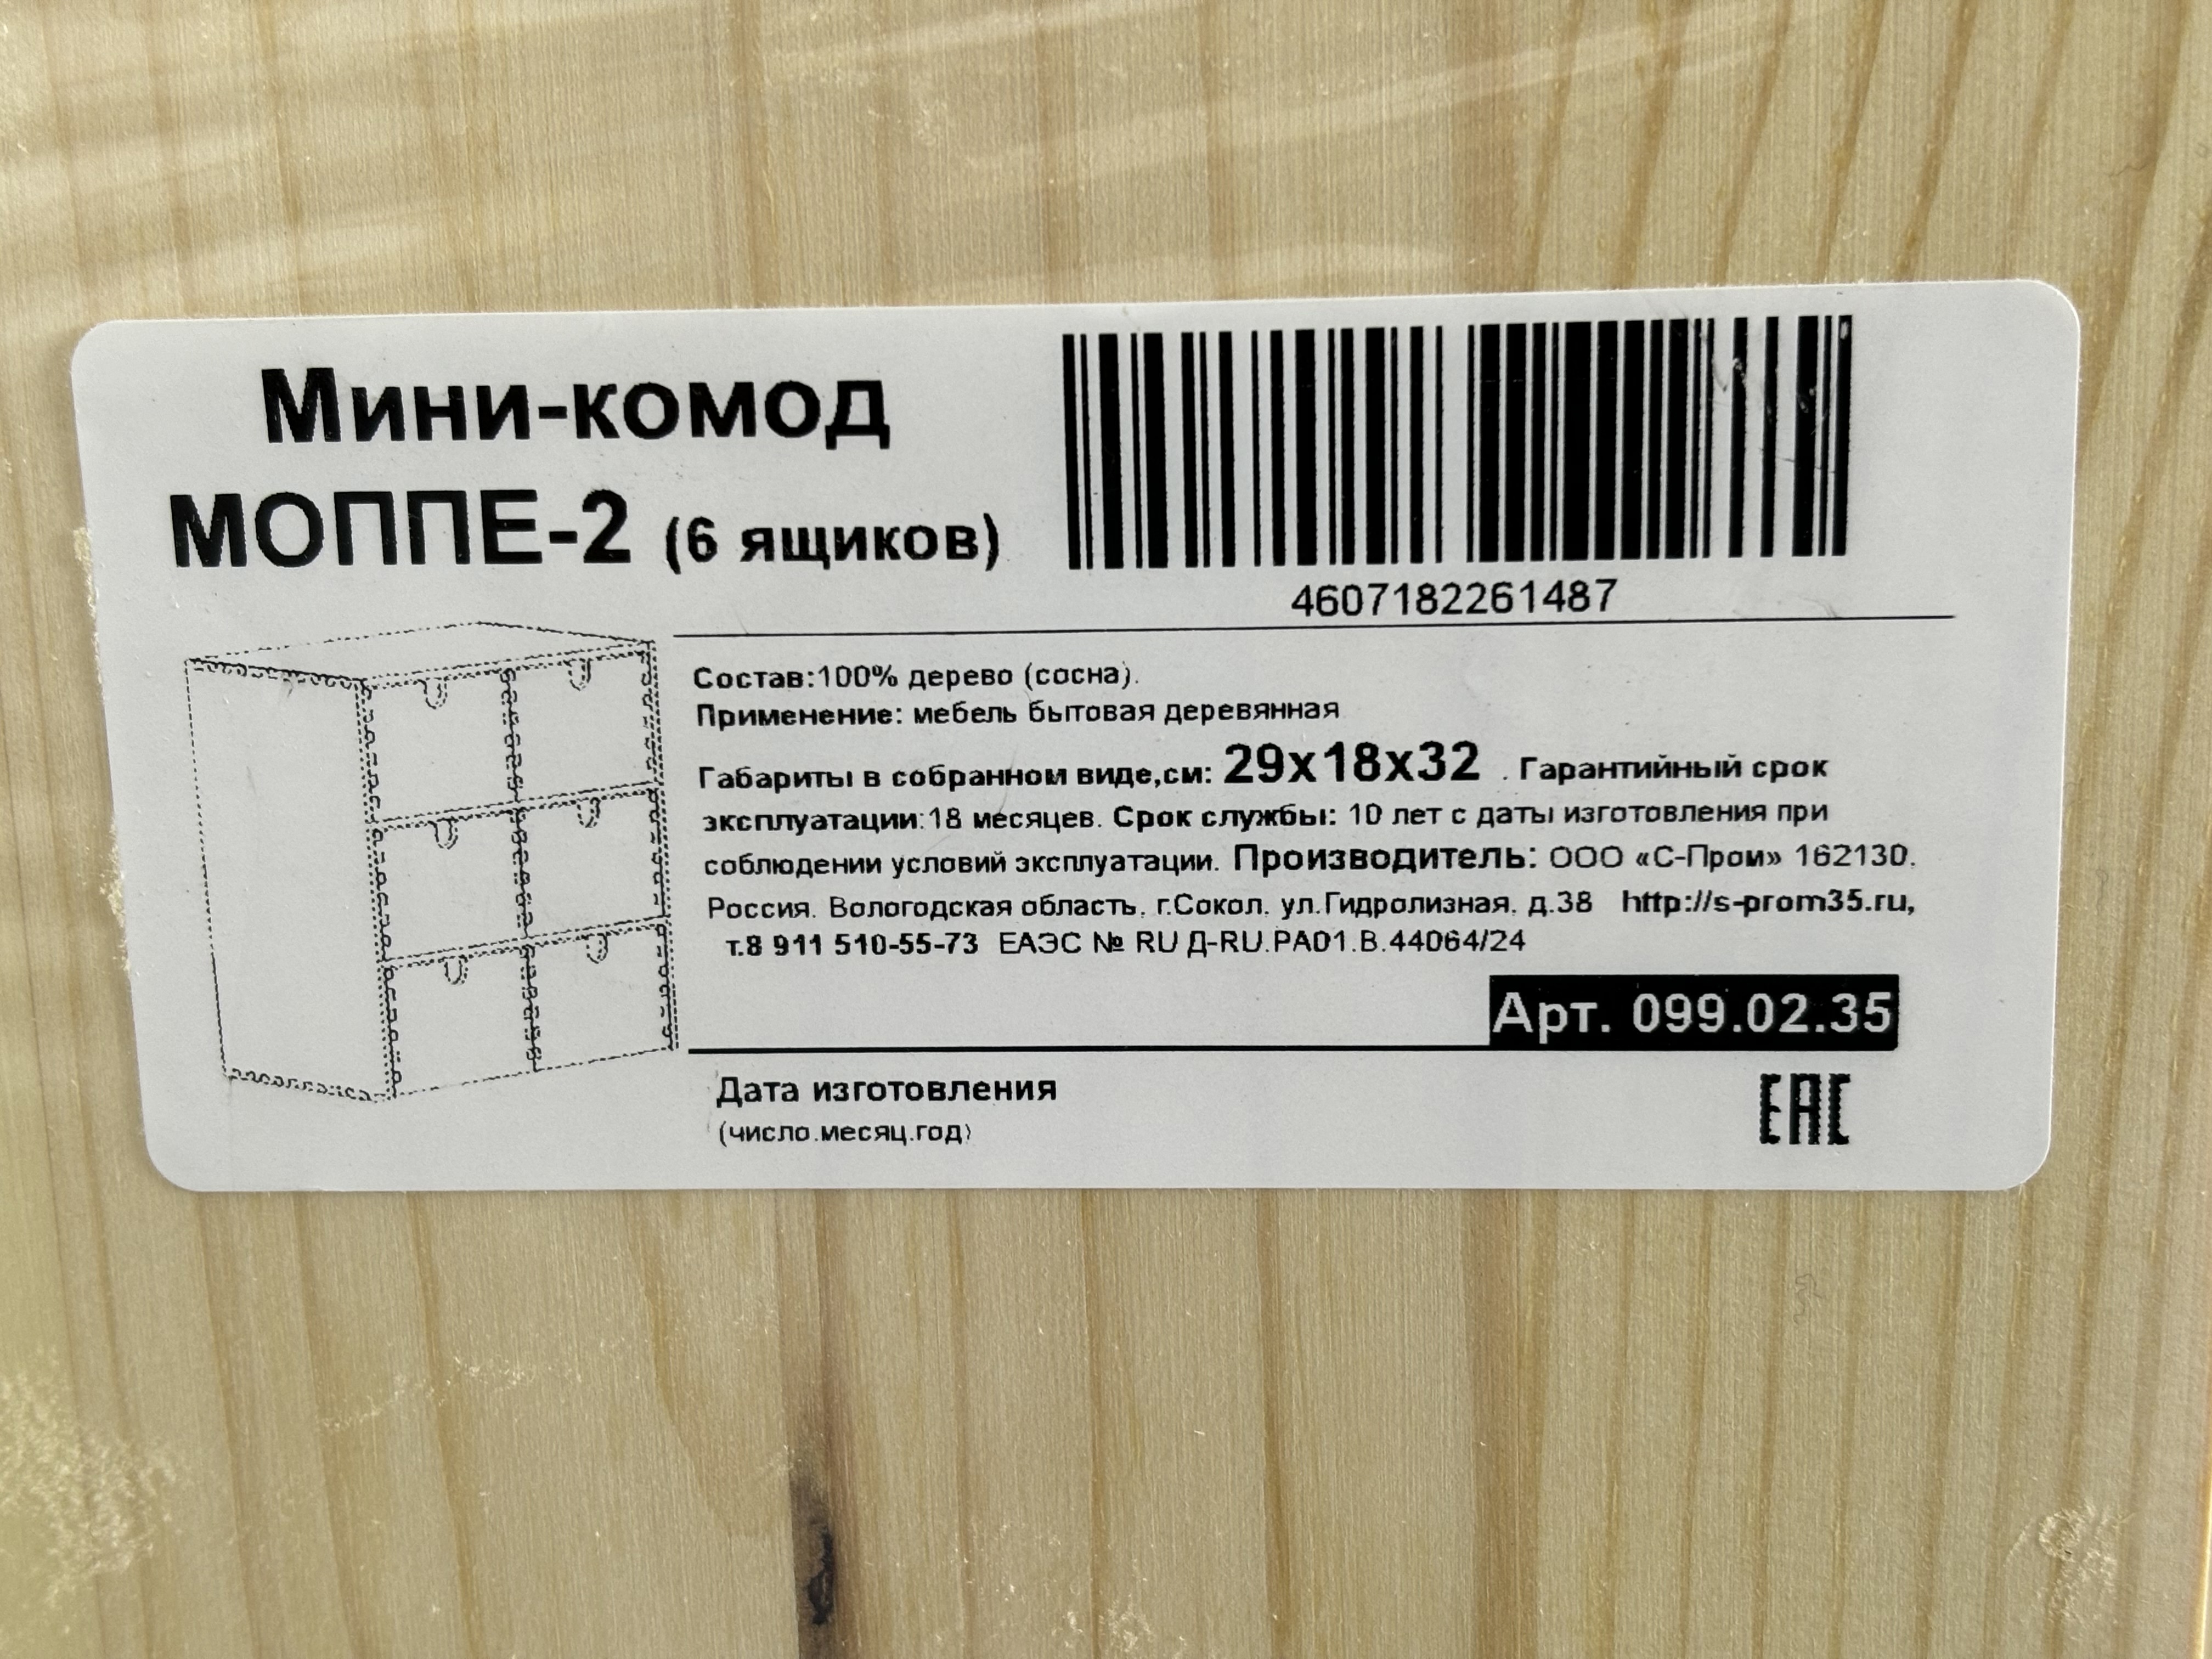 Мини-комод
МОППЕ-2 (6 ящиков)
4607182261487
Состав:100% дерево (сосна).
Применение: мебель бытовая деревянная
Габариты в собранном виде,см: 29х18х32 . Гарантийный срок
эксплуатации:18 месяцев. Срок службы: 10 лет с даты изготовления при
соблюдении условий эксплуатации. Производитель: ООО «С-Пром» 162130.
Россия. Вологодская область, г.Сокол, ул.Гидролизная, д.38 http://s-prom35.ru,
т.8 911 510-55-73 ЕАЭС № RU Д-RU.РА01.В.44064/24
Арт. 099.02.35
Дата изготовления
(число.месяц.год)
ЕАС